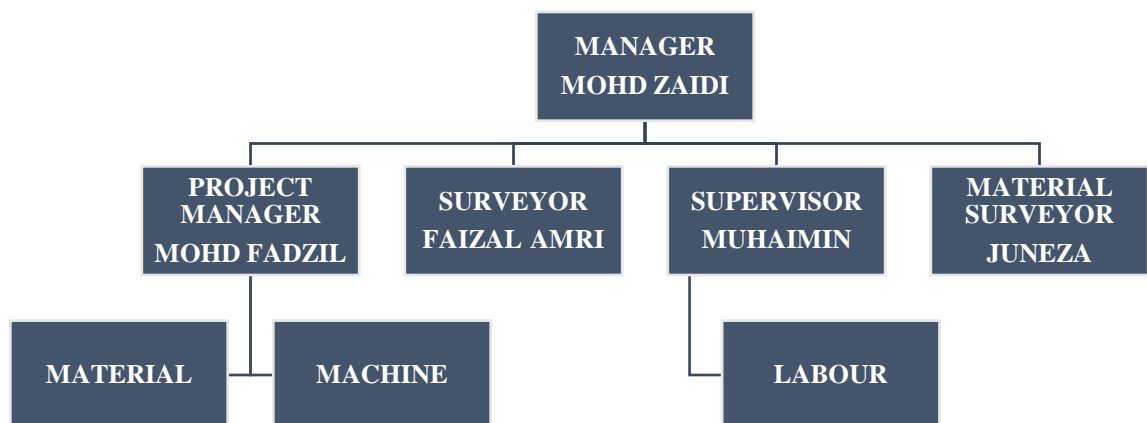 MANAGER
MOHD ZAIDI
PROJECT
MANAGER
MOHD FADZIL
SURVEYOR
FAIZAL AMRI
SUPERVISOR
MUHAIMIN
MATERIAL
SURVEYOR
JUNEZA
MATERIAL
MACHINE
LABOUR